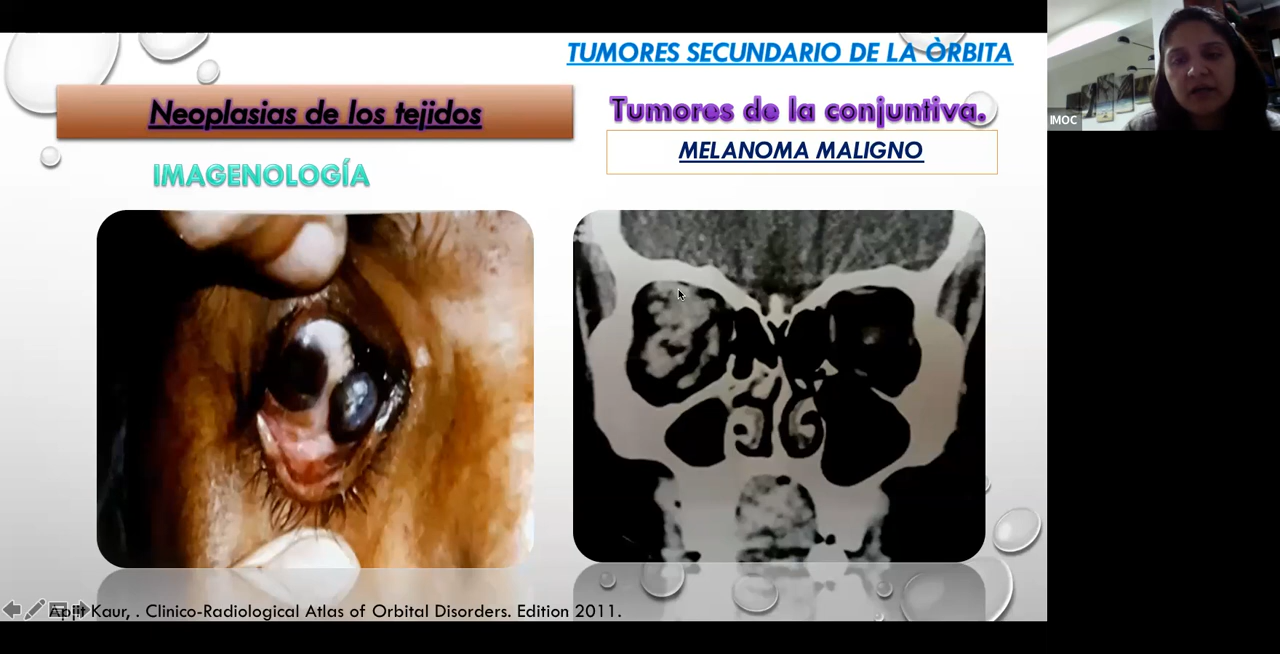 TUMORES SECUNDARIO DE LA ÒRBITA
Neoplasias de los tejidos
Tumores de la conjuntiva.
MELANOMA MALIGNO
IMAGENOLOGÍA
IMOC
Apjit Kaur, . Clinico-Radiological Atlas of Orbital Disorders. Edition 2011.